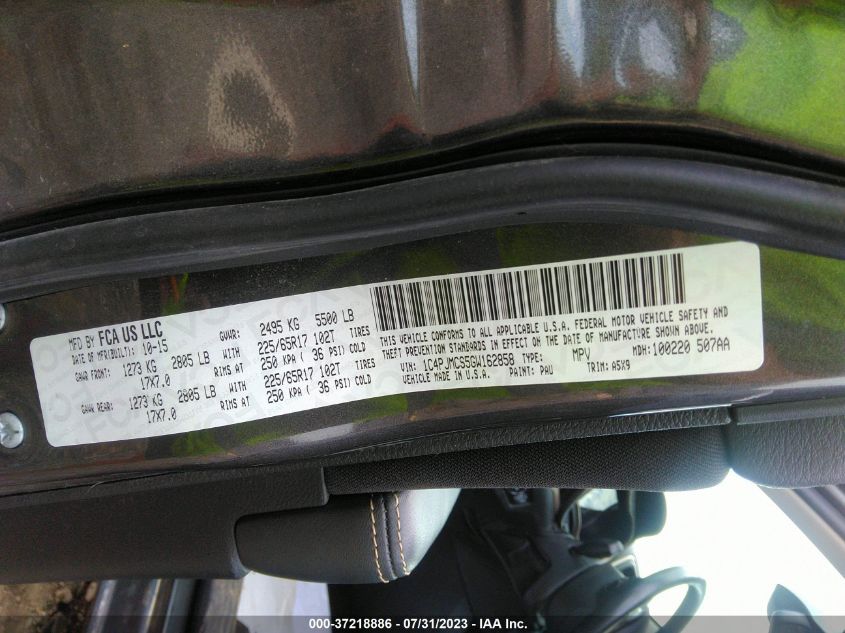 MFD BY FCA US LLC
DATE OF MFR(BUILT): 10-15 GVWR: 2495 KG 5500 LB
GAWR FRONT: 1273 KG 2805 LB WITH 225/65R17 102T TIRES
17X7.0 RIMS AT 250 KPA ( 36 PSI) COLD
GAWR REAR: 1273 KG 2805 LB WITH 225/65R17 102T TIRES
17X7.0 RIMS AT 250 KPA ( 36 PSI) COLD
THIS VEHICLE CONFORMS TO ALL APPLICABLE U.S.A. FEDERAL MOTOR VEHICLE SAFETY AND
THEFT PREVENTION STANDARDS IN EFFECT ON THE DATE OF MANUFACTURE SHOWN ABOVE.
VIN: 1C4PJMCS5GW162858 TYPE: MPV MDH:100220 507AA
VEHICLE MADE IN U.S.A. PAINT: PAU TRIM: A5X9
000-37218886 / 07/31/2023 - IAA Inc.